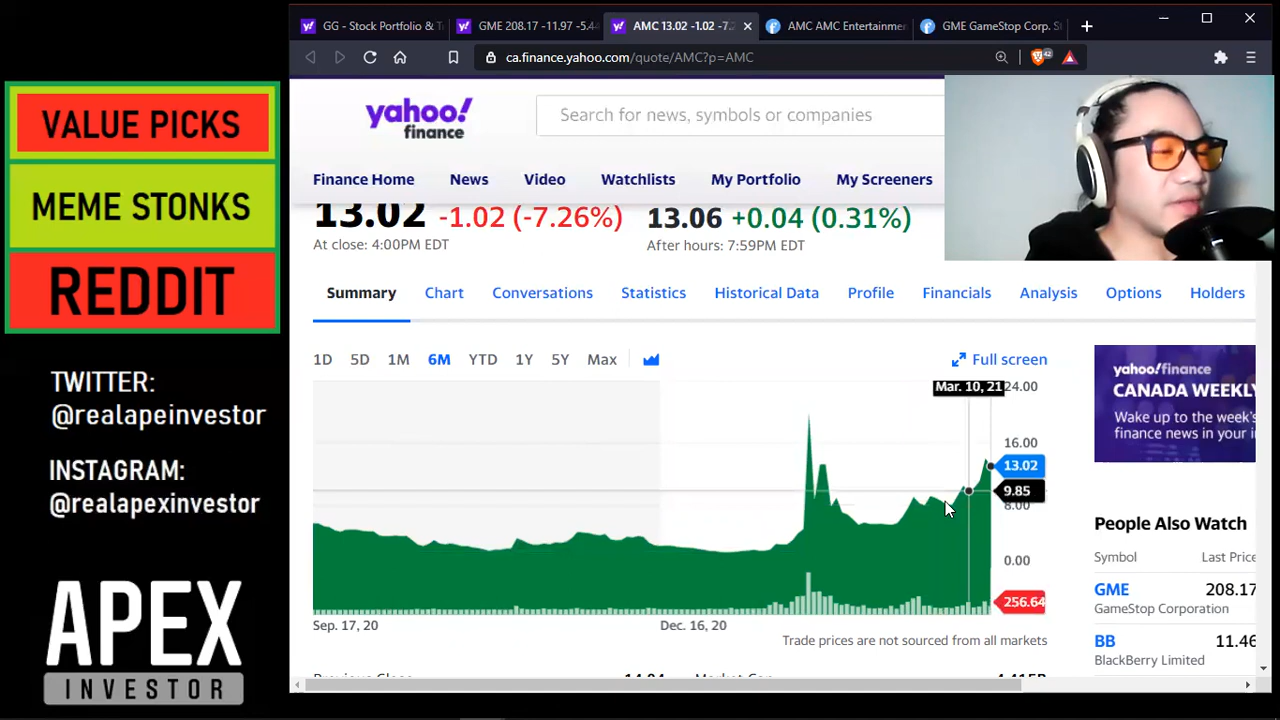 GG - Stock Portfolio & T
GME 208.17 -11.97 -5.4
AMC 13.02 -1.02 -7.2
AMC AMC Entertainmen
GME GameStop Corp. S
ca.finance.yahoo.com/quote/AMC?p=AMC
42
VALUE PICKS
MEME STONKS
REDDIT
TWITTER:
@realapeinvestor
INSTAGRAM:
@realapexinvestor
APEX
INVESTOR
yahoo!
finance
Search for news, symbols or companies
Finance Home News Video Watchlists My Portfolio My Screeners
13.02 -1.02 (-7.26%) 13.06 +0.04 (0.31%)
At close: 4:00PM EDT After hours: 7:59PM EDT
Summary Chart Conversations Statistics Historical Data Profile Financials Analysis Options Holders
1D 5D 1M 6M YTD 1Y 5Y Max Full screen
Mar. 10, 21 24.00
16.00
13.02
9.85
8.00
0.00
256.64
Sep. 17, 20 Dec. 16, 20
Trade prices are not sourced from all markets
yahoo!finance
CANADA WEEKLY
Wake up to the week's
finance news in your i
People Also Watch
Symbol Last Price
GME 208.17
GameStop Corporation
BB 11.46
BlackBerry Limited